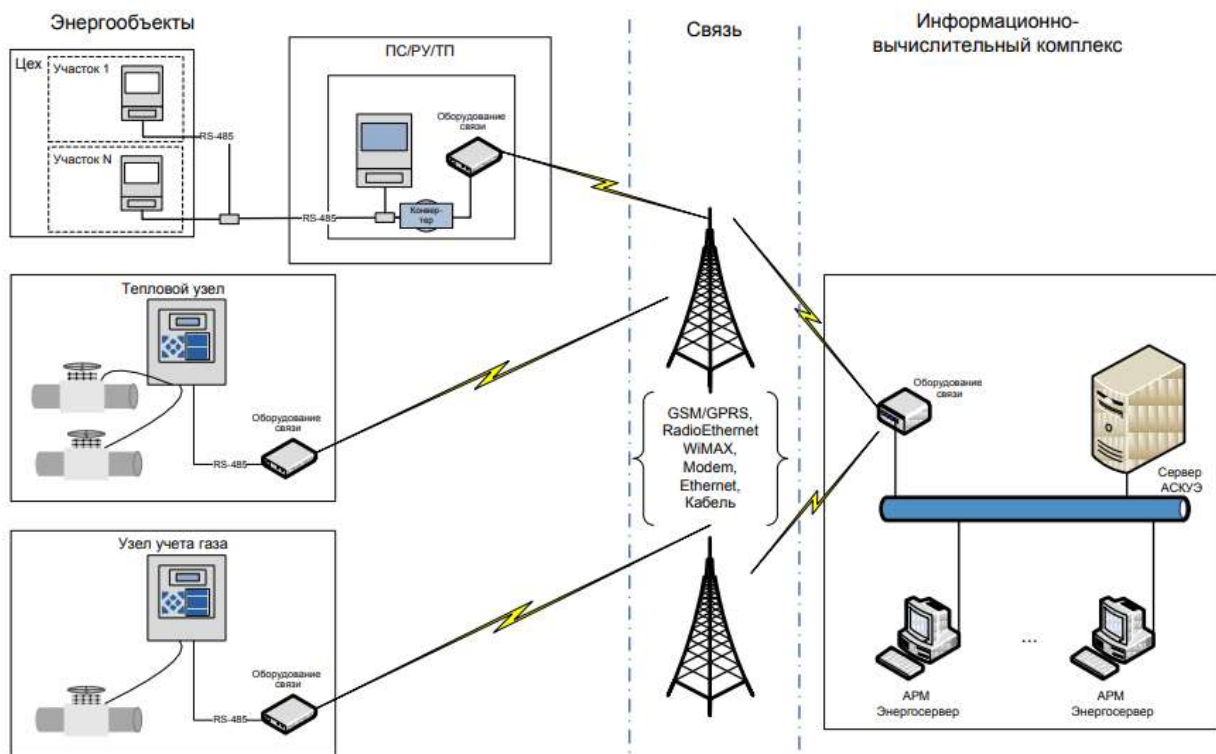 Энергообъекты
Связь
Информационно-
вычислительный комплекс
Цех
Участок 1
RS-485
Участок N
RS-485
ПС/РУ/ТП
Оборудование
связи
Конвер-
тер
Тепловой узел
Оборудование
связи
RS-485
Узел учета газа
Оборудование
связи
RS-485
GSM/GPRS,
RadioEthernet
WiMAX,
Modem,
Ethernet,
Кабель
Оборудование
связи
Сервер
АСКУЭ
...
АРМ
Энергосервер
АРМ
Энергосервер